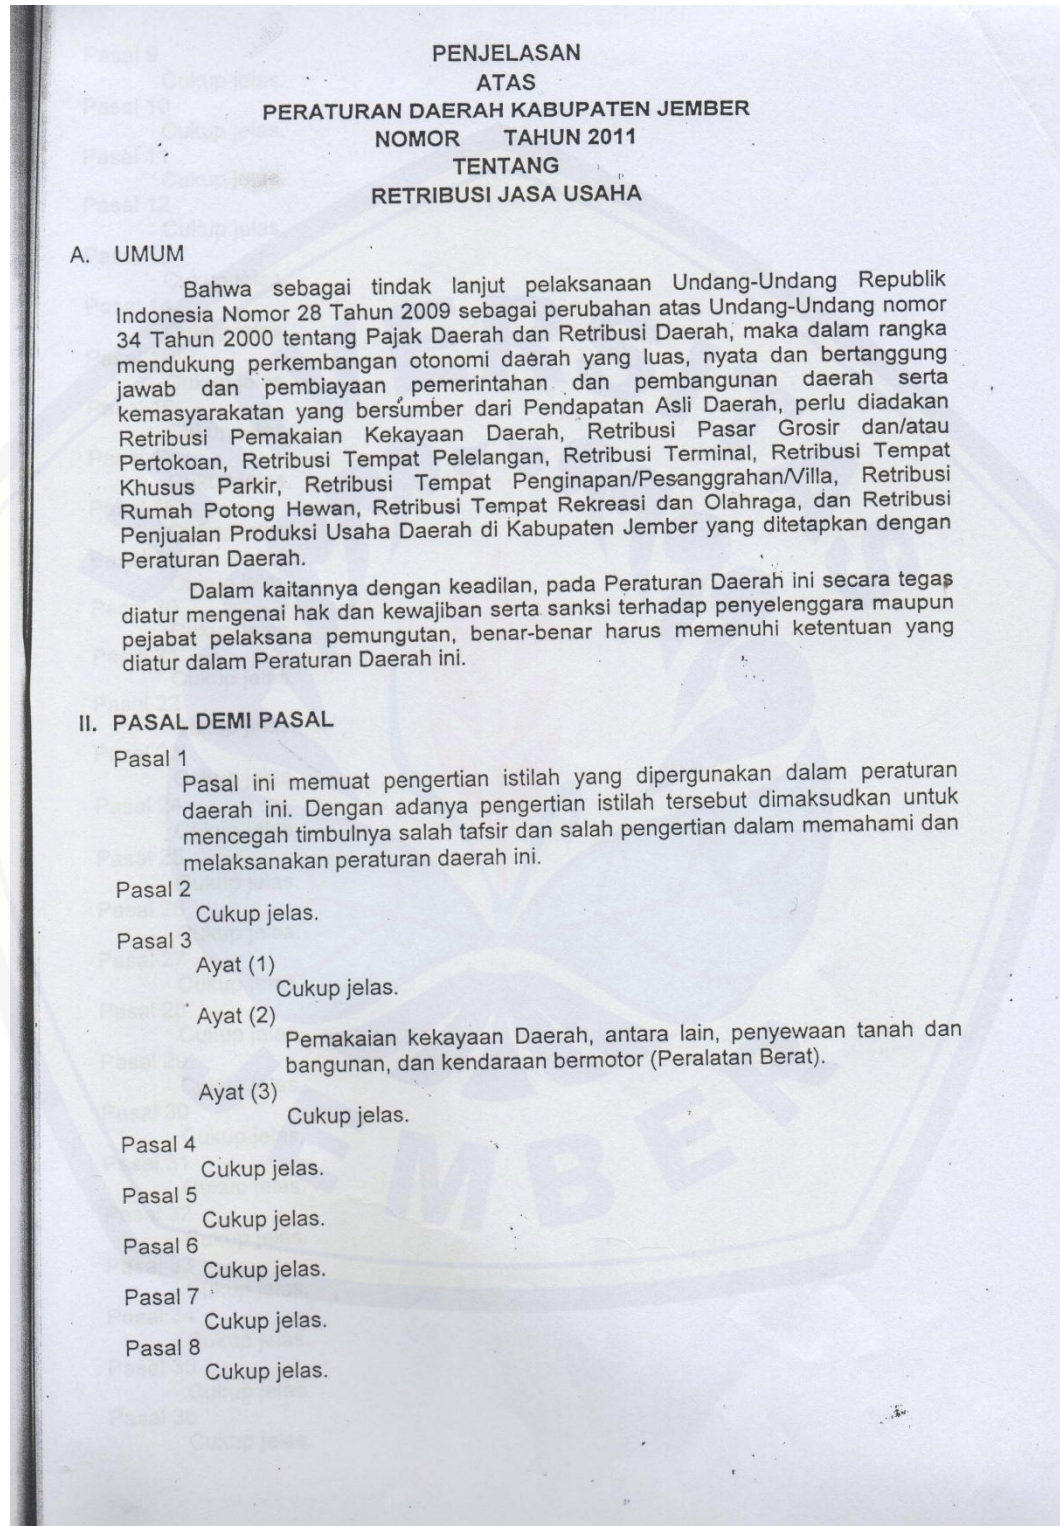 PENJELASAN
ATAS
PERATURAN DAERAH KABUPATEN JEMBER
NOMOR TAHUN 2011
TENTANG
RETRIBUSI JASA USAHA
A. UMUM
Bahwa sebagai tindak lanjut pelaksanaan Undang-Undang Republik
Indonesia Nomor 28 Tahun 2009 sebagai perubahan atas Undang-Undang nomor
34 Tahun 2000 tentang Pajak Daerah dan Retribusi Daerah, maka dalam rangka
mendukung perkembangan otonomi daerah yang luas, nyata dan bertanggung
jawab dan pembiayaan pemerintahan dan pembangunan daerah serta
kemasyarakatan yang bersumber dari Pendapatan Asli Daerah, perlu diadakan
Retribusi Pemakaian Kekayaan Daerah, Retribusi Pasar Grosir dan/atau
Pertokoan, Retribusi Tempat Pelelangan, Retribusi Terminal, Retribusi Tempat
Khusus Parkir, Retribusi Tempat Penginapan/Pesanggrahan/Villa, Retribusi
Rumah Potong Hewan, Retribusi Tempat Rekreasi dan Olahraga, dan Retribusi
Penjualan Produksi Usaha Daerah di Kabupaten Jember yang ditetapkan dengan
Peraturan Daerah.
Dalam kaitannya dengan keadilan, pada Peraturan Daerah ini secara tegas
diatur mengenai hak dan kewajiban serta sanksi terhadap penyelenggara maupun
pejabat pelaksana pemungutan, benar-benar harus memenuhi ketentuan yang
diatur dalam Peraturan Daerah ini.
II. PASAL DEMI PASAL
Pasal 1
Pasal ini memuat pengertian istilah yang dipergunakan dalam peraturan
daerah ini. Dengan adanya pengertian istilah tersebut dimaksudkan untuk
mencegah timbulnya salah tafsir dan salah pengertian dalam memahami dan
melaksanakan peraturan daerah ini.
Pasal 2
Cukup jelas.
Pasal 3
Ayat (1)
Cukup jelas.
Ayat (2)
Pemakaian kekayaan Daerah, antara lain, penyewaan tanah dan
bangunan, dan kendaraan bermotor (Peralatan Berat).
Ayat (3)
Cukup jelas.
Pasal 4
Cukup jelas.
Pasal 5
Cukup jelas.
Pasal 6
Cukup jelas.
Pasal 7
Cukup jelas.
Pasal 8
Cukup jelas.
JEMBER